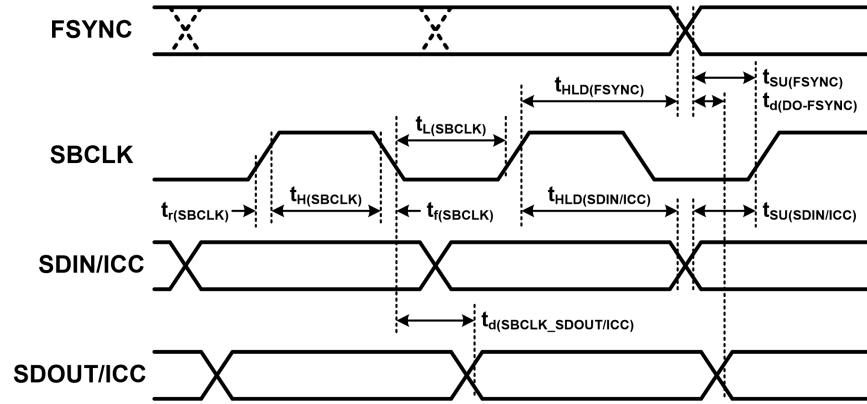 FSYNC
tSU(FSYNC)
tHLD(FSYNC)
td(DO-FSYNC)
tL(SBCLK)
SBCLK
tr(SBCLK)
tH(SBCLK)
tf(SBCLK)
tHLD(SDIN/ICC)
tSU(SDIN/ICC)
SDIN/ICC
td(SBCLK_SDOUT/ICC)
SDOUT/ICC